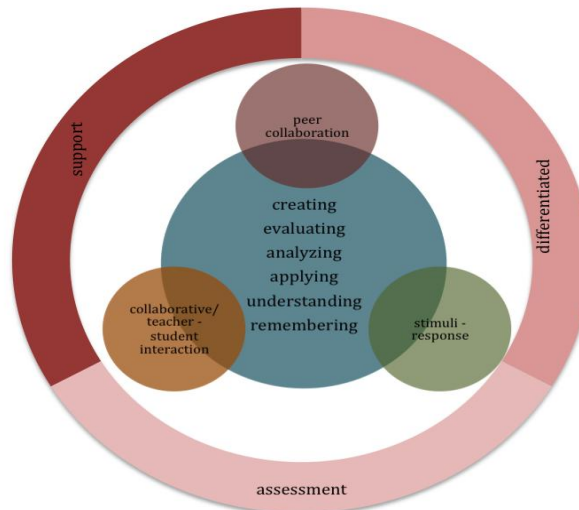 peer
collaboration
support
differentiated
creating
evaluating
analyzing
applying
understanding
remembering
collaborative/
teacher -
student
interaction
stimuli -
response
assessment